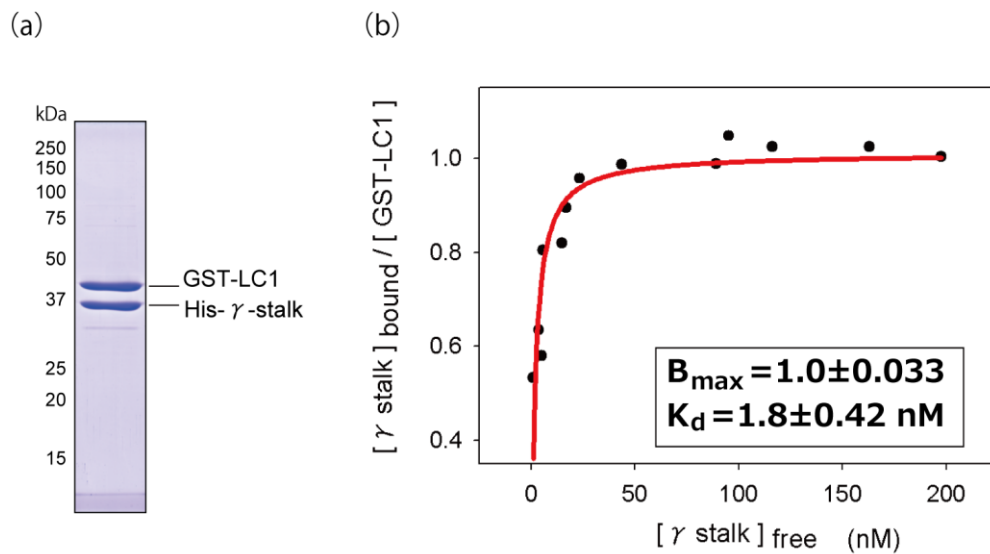 (a)
kDa
250
150
100
75
50
37
25
20
15
GST-LC1
His-γ-stalk
(b)
[γ stalk]bound/[GST-LC1]
1.0
0.8
0.6
0.4
Bmax=1.0±0.033
Kd=1.8±0.42 nM
0 50 100 150 200
[γ stalk]free (nM)